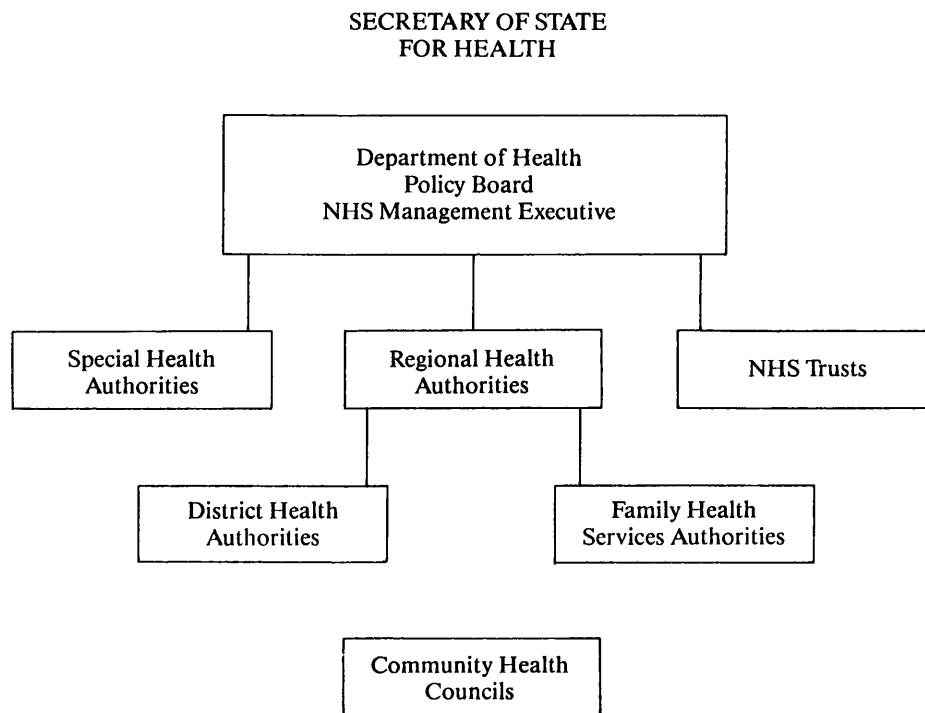 SECRETARY OF STATE
FOR HEALTH
Department of Health
Policy Board
NHS Management Executive
Special Health
Authorities
Regional Health
Authorities
NHS Trusts
District Health
Authorities
Family Health
Services Authorities
Community Health
Councils